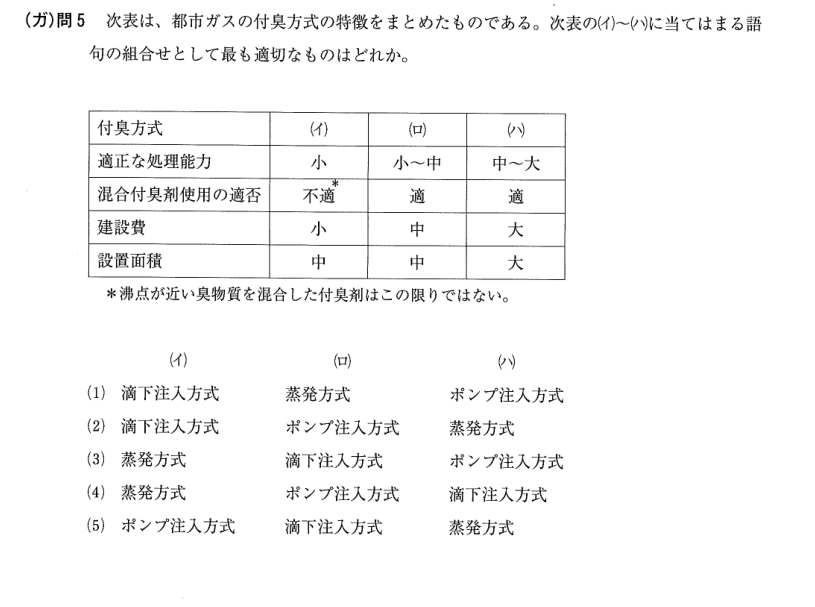 (ガ)問5 次表は、都市ガスの付臭方式の特徴をまとめたものである。次表の(イ)～(ハ)に当てはまる語
句の組合せとして最も適切なものはどれか。
付臭方式 (イ) (ロ) (ハ)
適正な処理能力 小 小～中 中～大
混合付臭剤使用の適否 不適* 適 適
建設費 小 中 大
設置面積 中 中 大
*沸点が近い臭物質を混合した付臭剤はこの限りではない。
(イ) (ロ) (ハ)
(1) 滴下注入方式 蒸発方式 ポンプ注入方式
(2) 滴下注入方式 ポンプ注入方式 蒸発方式
(3) 蒸発方式 滴下注入方式 ポンプ注入方式
(4) 蒸発方式 ポンプ注入方式 滴下注入方式
(5) ポンプ注入方式 滴下注入方式 蒸発方式